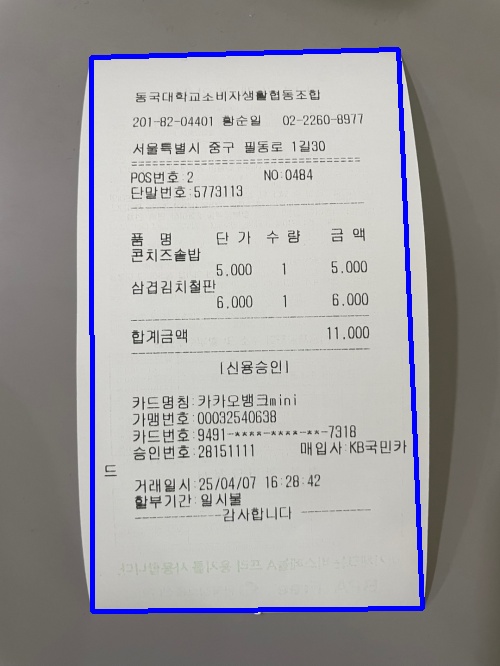 동국대학교소비자생활협동조합
201-82-04401 황순일 02-2260-8977
서울특별시 중구 필동로 1길30
===================================
POS번호:2 NO:0484
단말번호:5773113
-----------------------------------
품 명 단 가 수 량 금 액
콘치즈솥밥
5,000 1 5,000
삼겹김치철판
6,000 1 6,000
-----------------------------------
합계금액 11,000
-----------------------------------
[신용승인]
카드명침:카카오뱅크mini
가맹번호:00032540638
카드번호:9491-****-****-**-7318
승인번호:28151111 매입사:KB국민카
드
거래일시:25/04/07 16:28:42
할부기간:일시불
-------------감사합니다 --------------